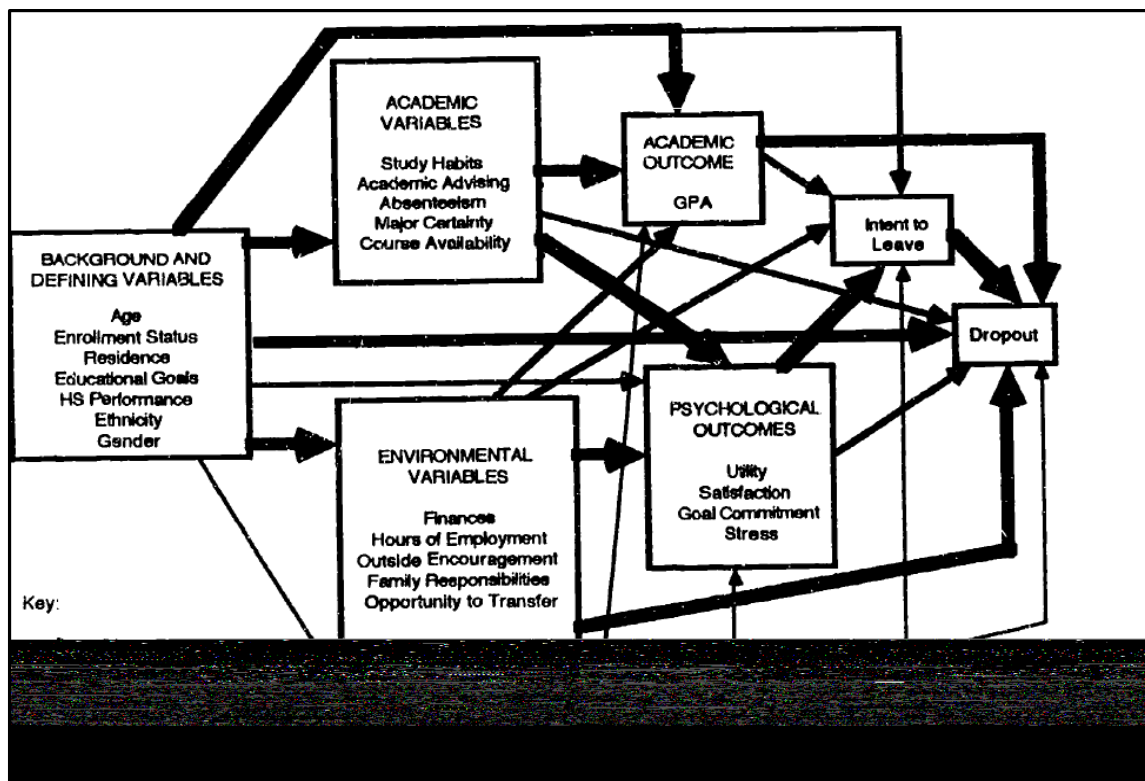 ACADEMIC
VARIABLES
Study Habits
Academic Advising
Absenteeism
Major Certainty
Course Availability
ACADEMIC
OUTCOME
GPA
Intent to
Leave
BACKGROUND AND
DEFINING VARIABLES
Age
Enrollment Status
Residence
Educational Goals
HS Performance
Ethnicity
Gender
Dropout
PSYCHOLOGICAL
OUTCOMES
Utility
Satisfaction
Goal Commitment
Stress
ENVIRONMENTAL
VARIABLES
Finances
Hours of Employment
Outside Encouragement
Family Responsibilities
Opportunity to Transfer
Key: